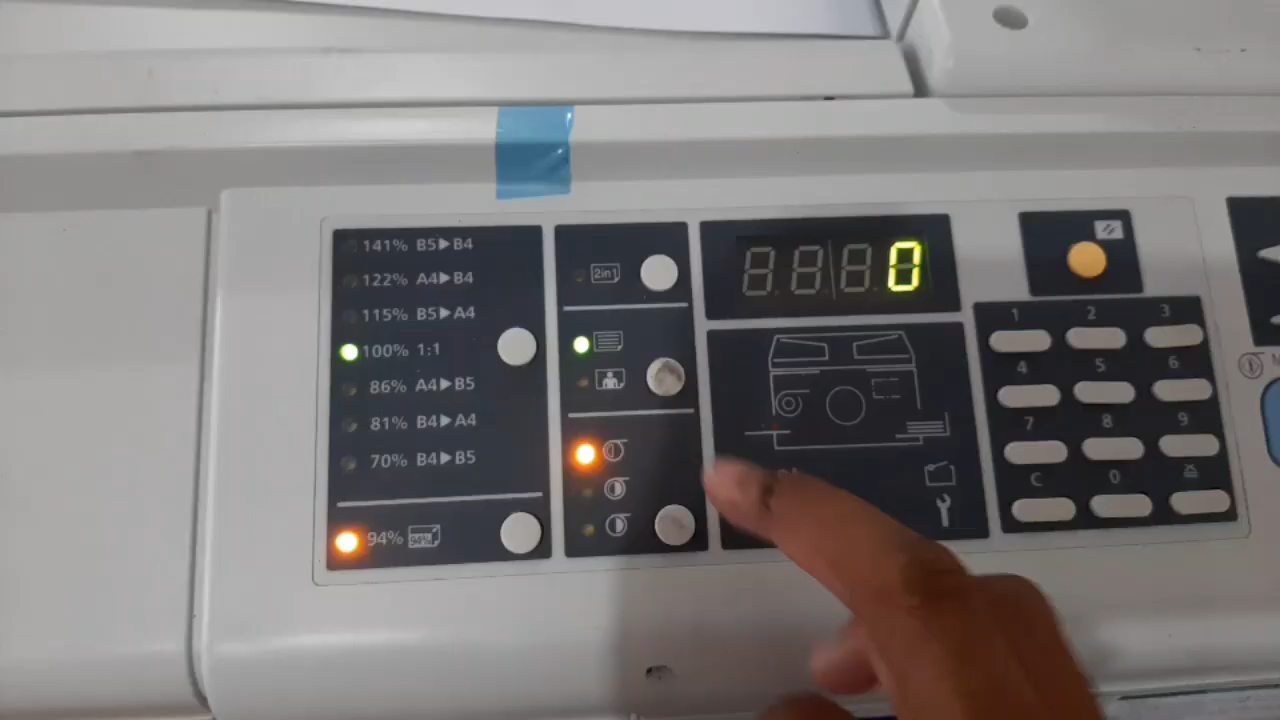 141% B5▶B4
122% A4▶B4
115% B5▶A4
100% 1:1
86% A4▶B5
81% B4▶A4
70% B4▶B5
94% 94%
2in1
0
1 2 3
4 5 6
7 8 9
C 0